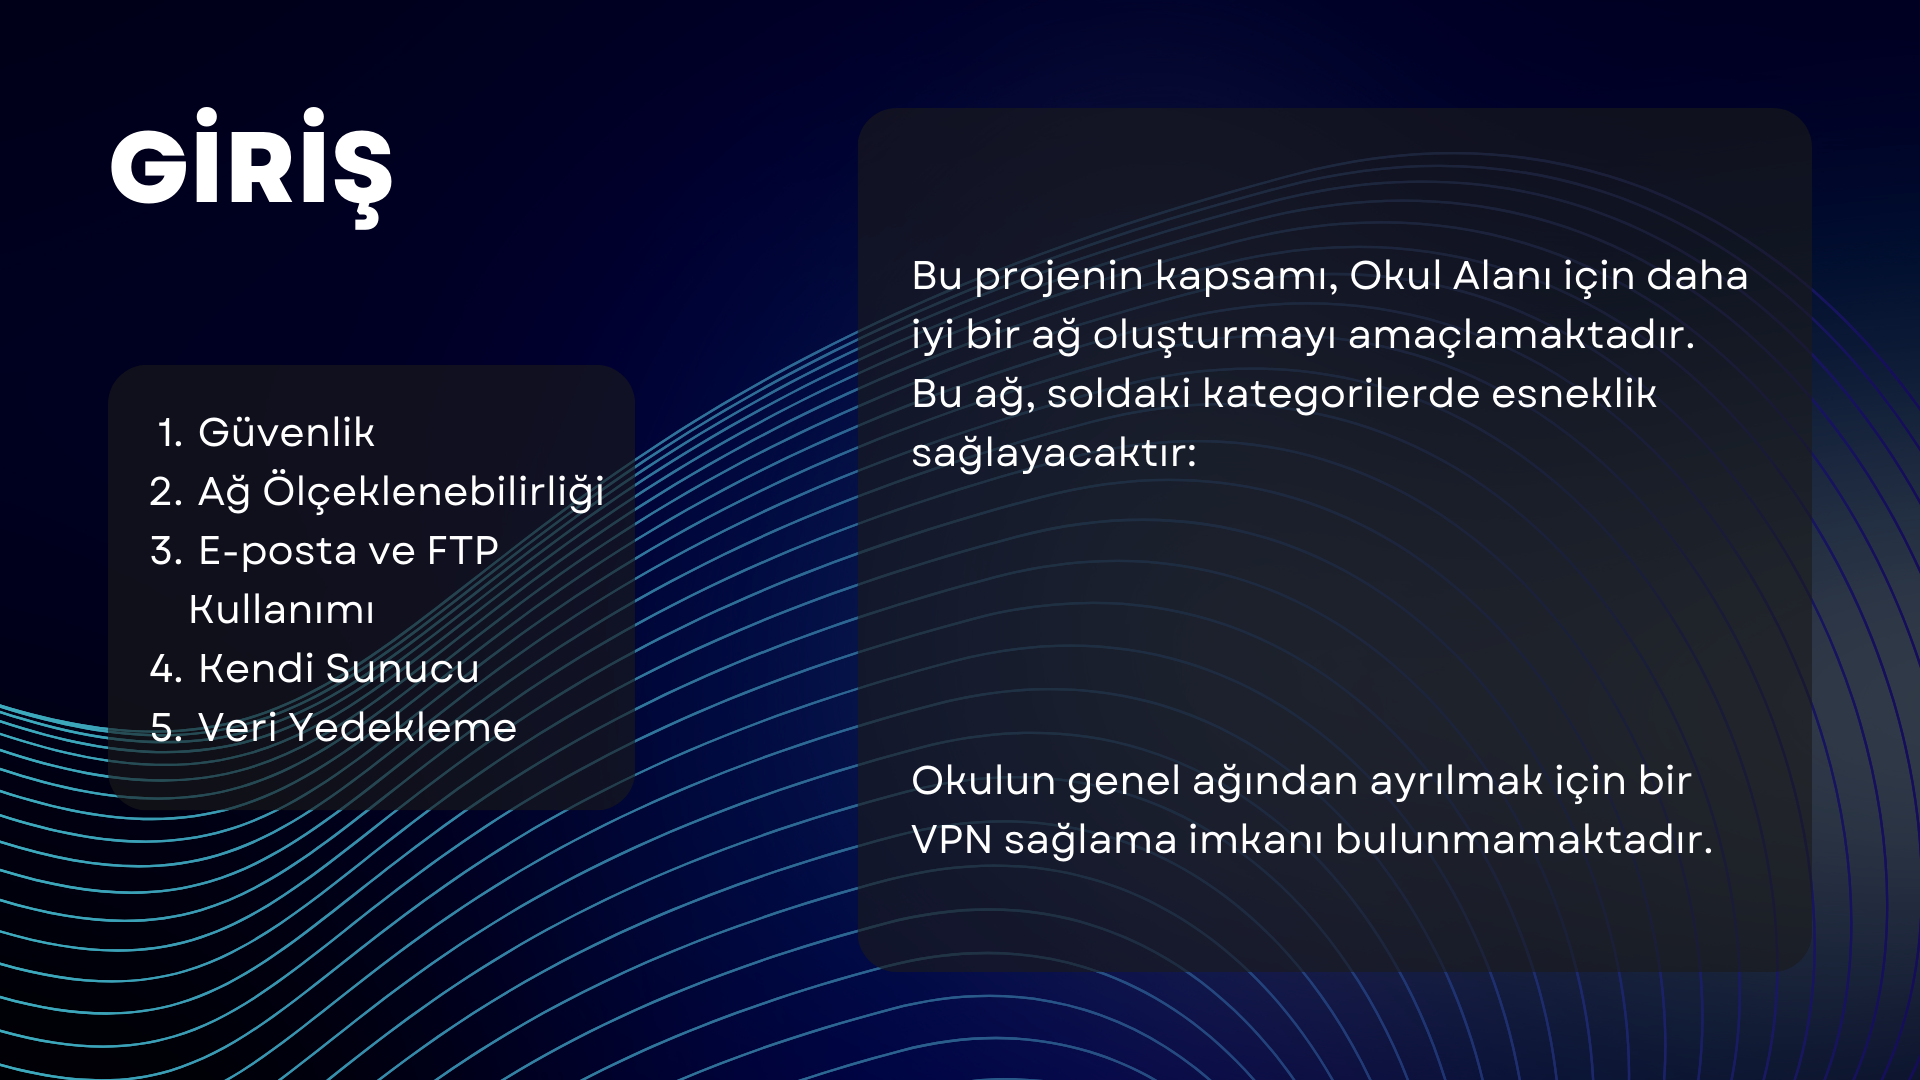 GİRİŞ
1. Güvenlik
2. Ağ Ölçeklenebilirliği
3. E-posta ve FTP
Kullanımı
4. Kendi Sunucu
5. Veri Yedekleme
Bu projenin kapsamı, Okul Alanı için daha
iyi bir ağ oluşturmayı amaçlamaktadır.
Bu ağ, soldaki kategorilerde esneklik
sağlayacaktır:
Okulun genel ağından ayrılmak için bir
VPN sağlama imkanı bulunmamaktadır.